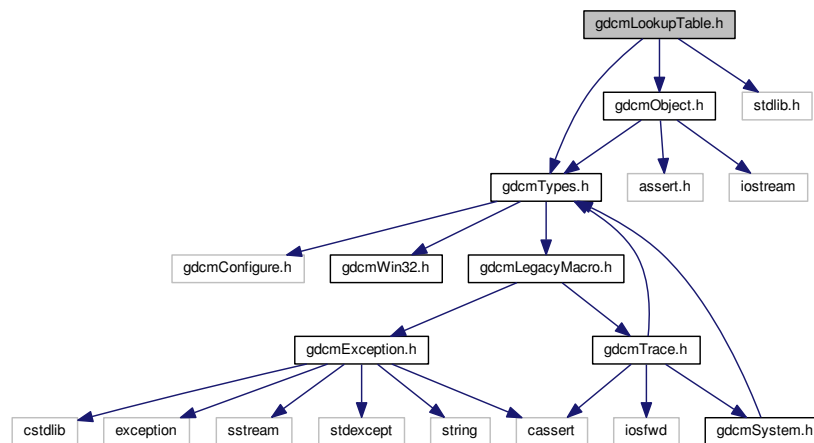 gdcmLookupTable.h
gdcmObject.h
stdlib.h
gdcmTypes.h
assert.h
iostream
gdcmConfigure.h
gdcmWin32.h
gdcmLegacyMacro.h
gdcmException.h
gdcmTrace.h
cstdlib
exception
sstream
stdexcept
string
cassert
iosfwd
gdcmSystem.h